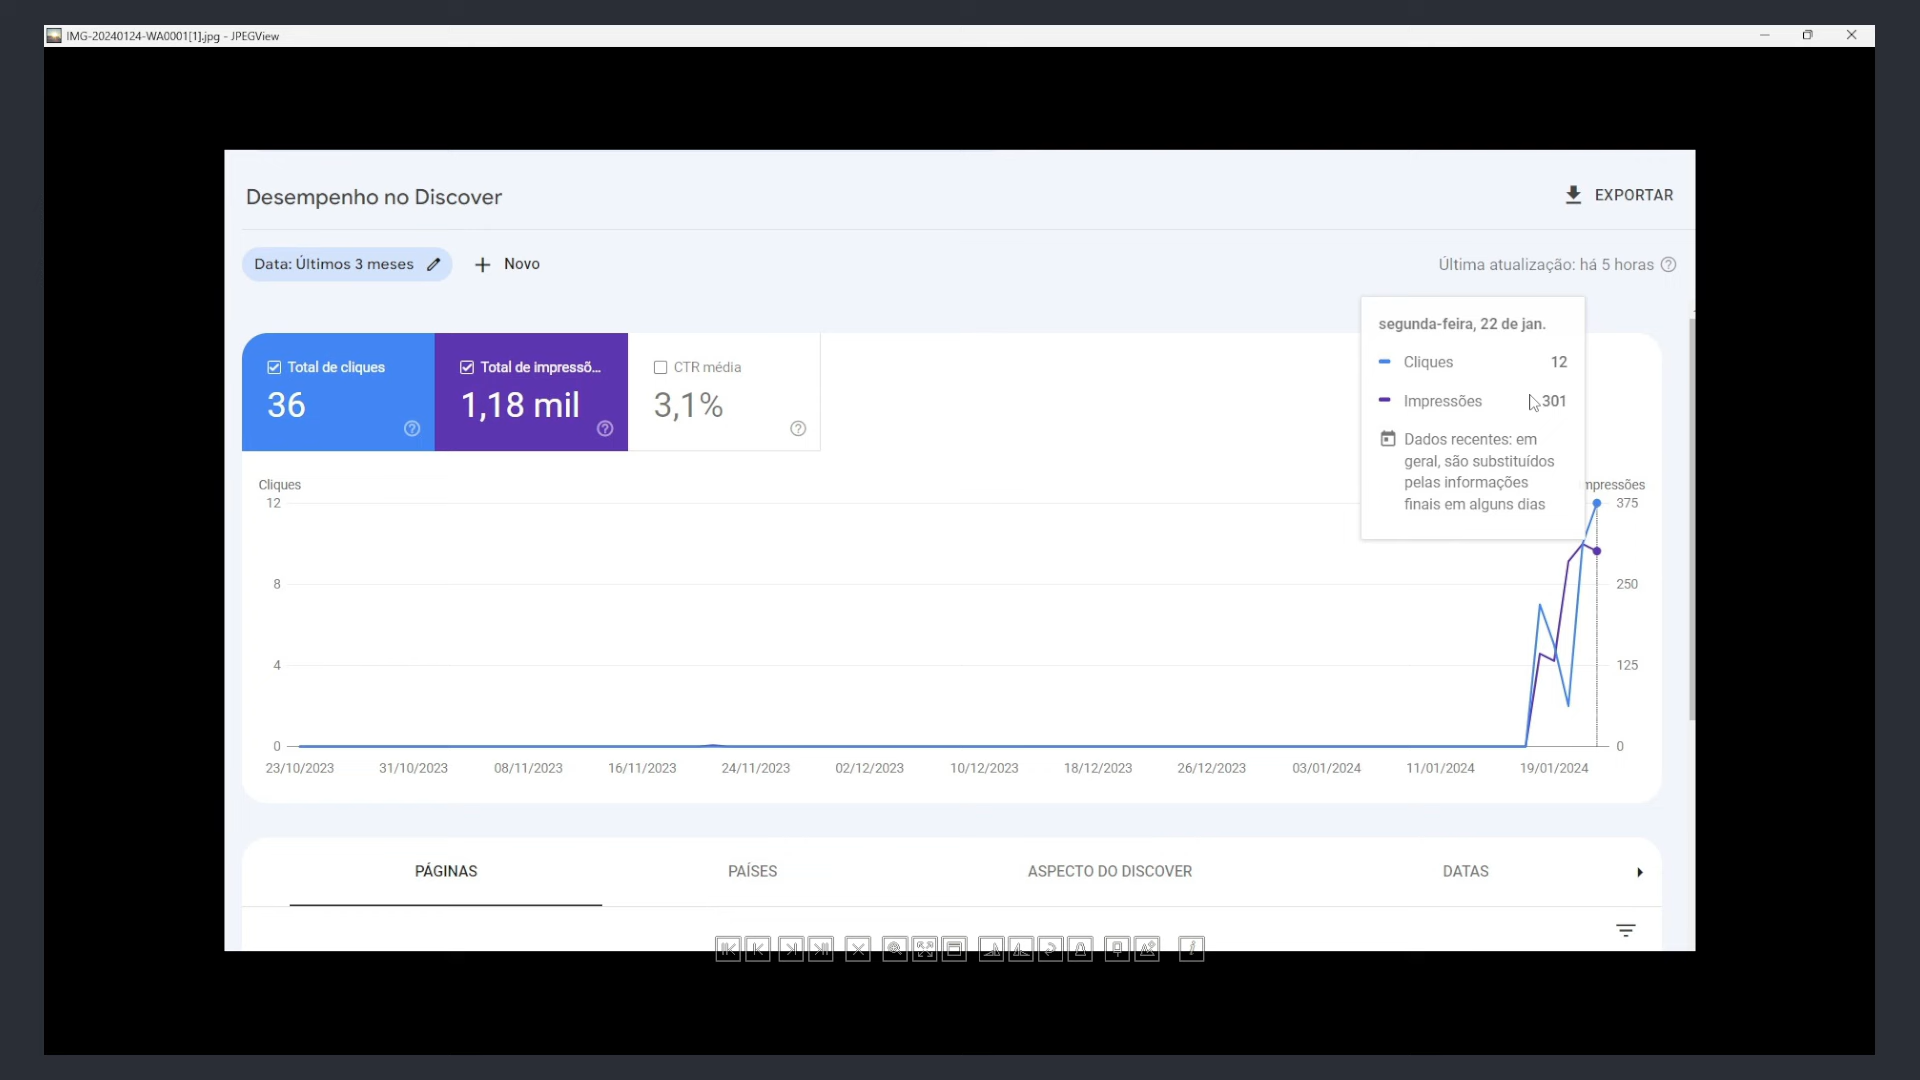 IMG-20240124-WA0001[1].jpg - JPEGView
Desempenho no Discover
EXPORTAR
Data: Últimos 3 meses
+ Novo
Última atualização: há 5 horas
segunda-feira, 22 de jan.
Cliques 12
Impressões 301
Dados recentes: em
geral, são substituídos
pelas informações
finais em alguns dias
Total de cliques
36
Total de impressõ...
1,18 mil
CTR média
3,1%
Cliques
mpressões
12
375
8
250
4
125
0
0
23/10/2023 31/10/2023 08/11/2023 16/11/2023 24/11/2023 02/12/2023 10/12/2023 18/12/2023 26/12/2023 03/01/2024 11/01/2024 19/01/2024
PÁGINAS PAÍSES ASPECTO DO DISCOVER DATAS